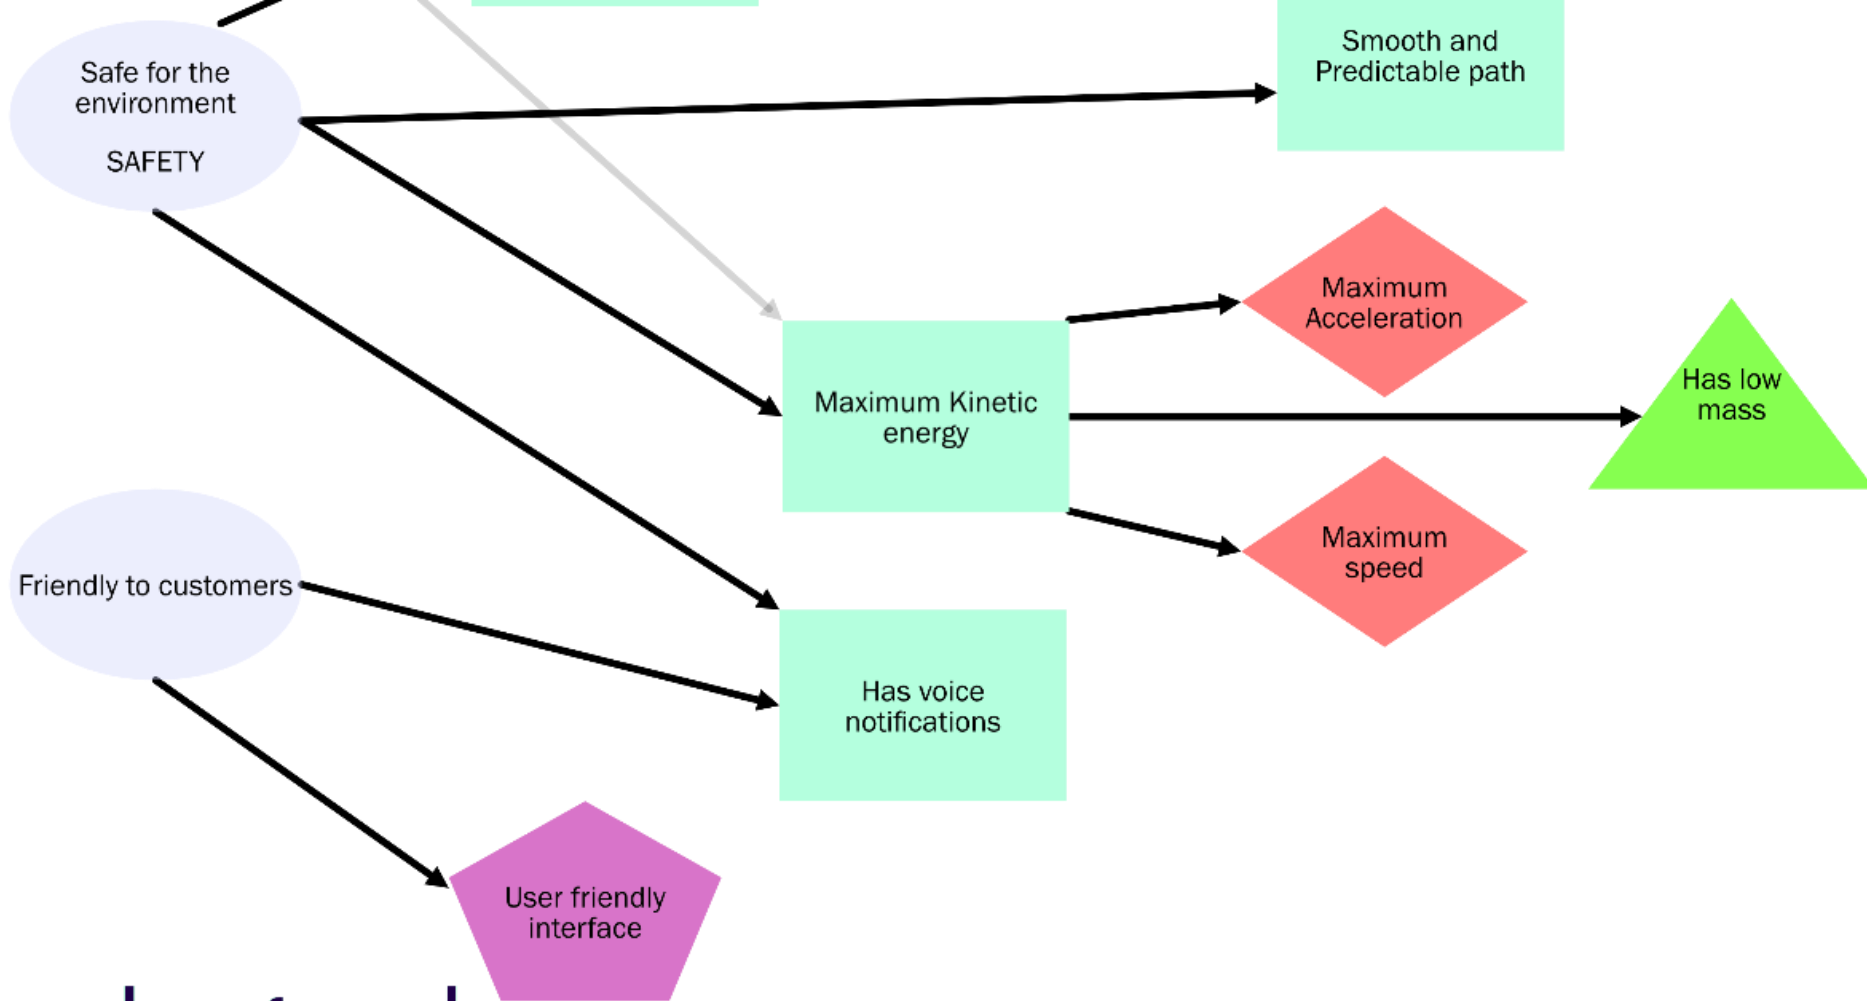 Smooth and
Predictable path
Safe for the
environment
SAFETY
Maximum
Acceleration
Has low
mass
Maximum Kinetic
energy
Maximum
speed
Friendly to customers
Has voice
notifications
User friendly
interface